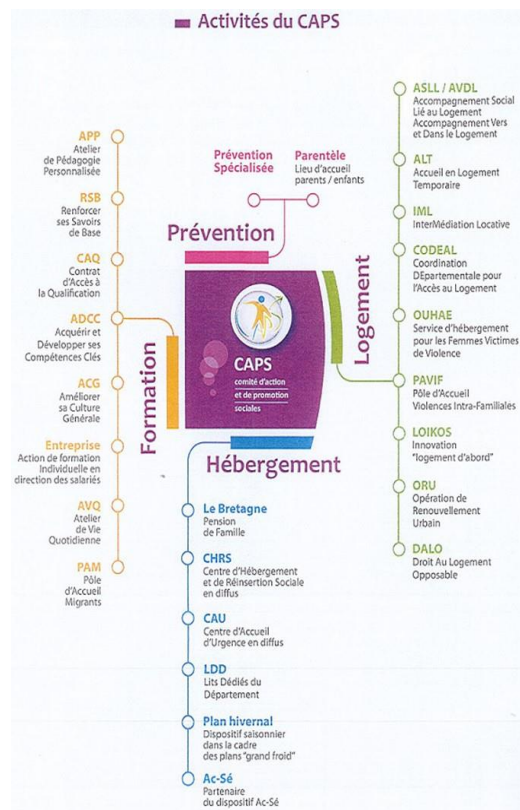 Activités du CAPS
APP
Atelier
de Pédagogie
Personnalisée
RSB
Renforcer
ses Savoirs
de Base
CAQ
Contrat
d'Accès à
la Qualification
ADCC
Acquérir et
Développer ses
Compétences Clés
ACG
Améliorer
sa Culture
Générale
Entreprise
Action de formation
Individuelle en
direction des salariés
AVQ
Atelier
de Vie
Quotidienne
PAM
Pôle
d'Accueil
Migrants
Formation
Prévention
Spécialisée
Parentèle
Lieu d'accueil
parents / enfants
Prévention
CAPS
comité d'action
et de promotion
sociales
Logement
ASLL / AVDL
Accompagnement Social
Lié au Logement
Accompagnement Vers
et Dans le Logement
ALT
Accueil en Logement
Temporaire
IML
InterMédiation Locative
CODEAL
Coordination
DÉpartementale pour
l'Accès au Logement
OUHAE
Service d'hébergement
pour les Femmes Victimes
de Violence
PAVIF
Pôle d'Accueil
Violences Intra-Familiales
LOIKOS
Innovation
"logement d'abord"
ORU
Opération de
Renouvellement
Urbain
DALO
Droit Au Logement
Opposable
Hébergement
Le Bretagne
Pension
de Famille
CHRS
Centre d'Hébergement
et de Réinsertion Sociale
en diffus
CAU
Centre d'Accueil
d'Urgence en diffus
LDD
Lits Dédiés du
Département
Plan hivernal
Dispositif saisonnier
dans la cadre
des plans "grand froid"
Ac-Sé
Partenaire
du dispositif Ac-Sé